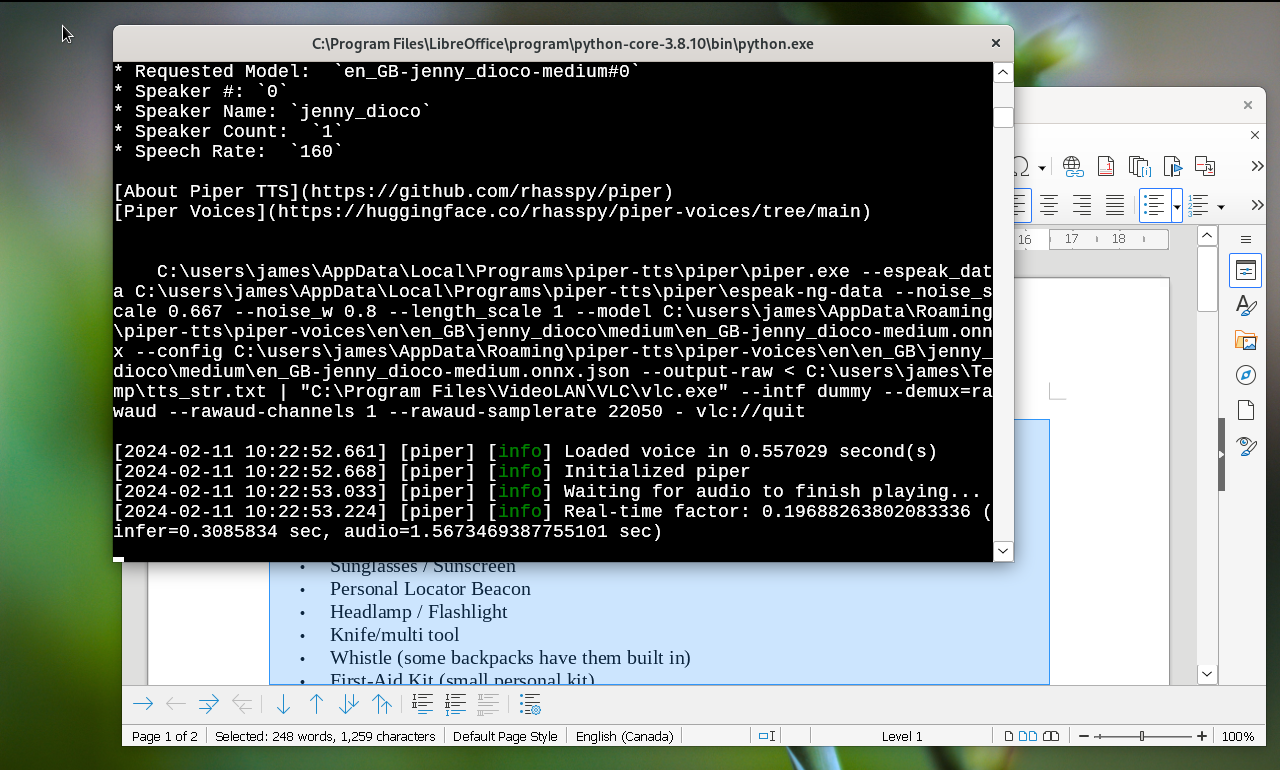 C:\Program Files\LibreOffice\program\python-core-3.8.10\bin\python.exe
* Requested Model:  `en_GB-jenny_dioco-medium#0`
* Speaker #: `0`
* Speaker Name: `jenny_dioco`
* Speaker Count:  `1`
* Speech Rate:  `160`
[About Piper TTS](https://github.com/rhasspy/piper)
[Piper Voices](https://huggingface.co/rhasspy/piper-voices/tree/main)
C:\users\james\AppData\Local\Programs\piper-tts\piper\piper.exe --espeak_dat
a C:\users\james\AppData\Local\Programs\piper-tts\piper\espeak-ng-data --noise_s
cale 0.667 --noise_w 0.8 --length_scale 1 --model C:\users\james\AppData\Roaming
\piper-tts\piper-voices\en\en_GB\jenny_dioco\medium\en_GB-jenny_dioco-medium.onn
x --config C:\users\james\AppData\Roaming\piper-tts\piper-voices\en\en_GB\jenny_
dioco\medium\en_GB-jenny_dioco-medium.onnx.json --output-raw < C:\users\james\Te
mp\tts_str.txt | "C:\Program Files\VideoLAN\VLC\vlc.exe" --intf dummy --demux=ra
waud --rawaud-channels 1 --rawaud-samplerate 22050 - vlc://quit
[2024-02-11 10:22:52.661] [piper] [info] Loaded voice in 0.557029 second(s)
[2024-02-11 10:22:52.668] [piper] [info] Initialized piper
[2024-02-11 10:22:53.033] [piper] [info] Waiting for audio to finish playing...
[2024-02-11 10:22:53.224] [piper] [info] Real-time factor: 0.19688263802083336 (
infer=0.3085834 sec, audio=1.5673469387755101 sec)
16 17 18
• Sunglasses / Sunscreen
• Personal Locator Beacon
• Headlamp / Flashlight
• Knife/multi tool
• Whistle (some backpacks have them built in)
• First-Aid Kit (small personal kit)
Page 1 of 2 Selected: 248 words, 1,259 characters Default Page Style English (Canada) Level 1 100%